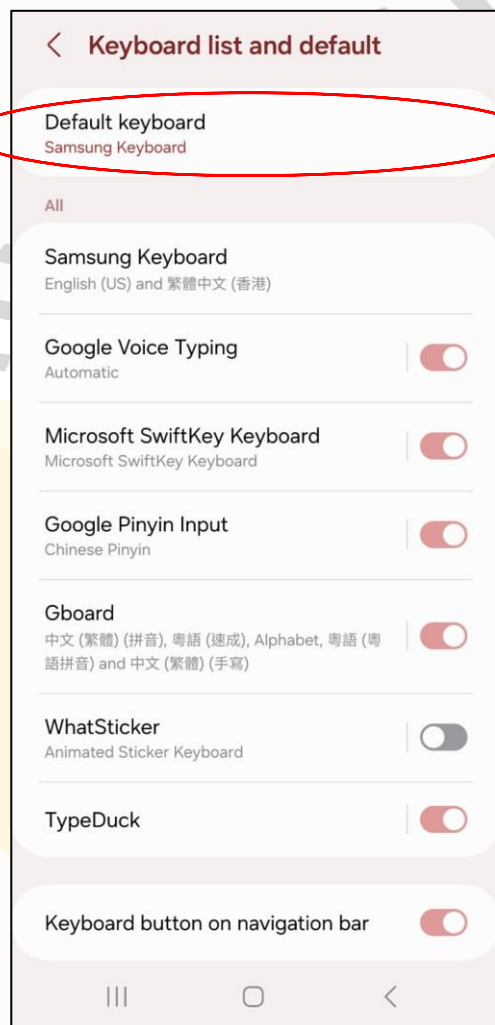 Keyboard list and default
Default keyboard
Samsung Keyboard
All
Samsung Keyboard
English (US) and 繁體中文 (香港)
Google Voice Typing
Automatic
Microsoft SwiftKey Keyboard
Microsoft SwiftKey Keyboard
Google Pinyin Input
Chinese Pinyin
Gboard
中文 (繁體) (拼音), 粵語 (速成), Alphabet, 粵語 (粵
語拼音) and 中文 (繁體) (手寫)
WhatSticker
Animated Sticker Keyboard
TypeDuck
Keyboard button on navigation bar